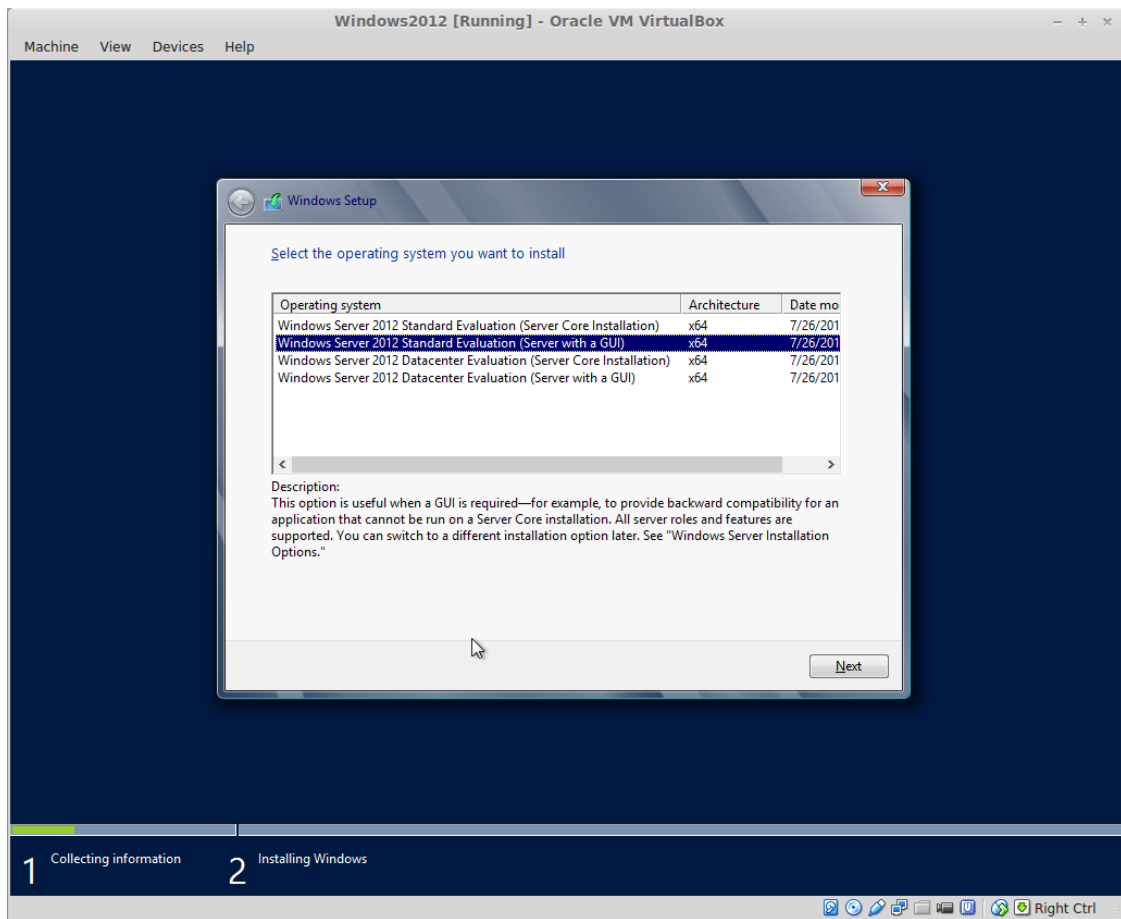 Windows2012 [Running] - Oracle VM VirtualBox
Machine View Devices Help
Windows Setup
Select the operating system you want to install
Operating system Architecture Date mo
Windows Server 2012 Standard Evaluation (Server Core Installation) x64 7/26/201
Windows Server 2012 Standard Evaluation (Server with a GUI) x64 7/26/201
Windows Server 2012 Datacenter Evaluation (Server Core Installation) x64 7/26/201
Windows Server 2012 Datacenter Evaluation (Server with a GUI) x64 7/26/201
Description:
This option is useful when a GUI is required—for example, to provide backward compatibility for an
application that cannot be run on a Server Core installation. All server roles and features are
supported. You can switch to a different installation option later. See "Windows Server Installation
Options."
Next
1 Collecting information 2 Installing Windows
Right Ctrl